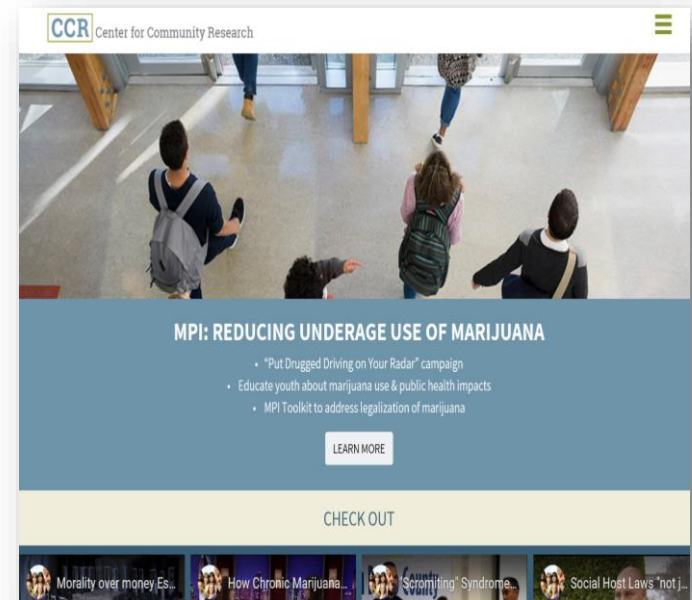 CCR Center for Community Research
MPI: REDUCING UNDERAGE USE OF MARIJUANA
• "Put Drugged Driving on Your Radar" campaign
• Educate youth about marijuana use & public health impacts
• MPI Toolkit to address legalization of marijuana
LEARN MORE
CHECK OUT
Morality over money Es...
How Chronic Marijuana...
"Scromiting" Syndrome...
County
Social Host Laws "not j...